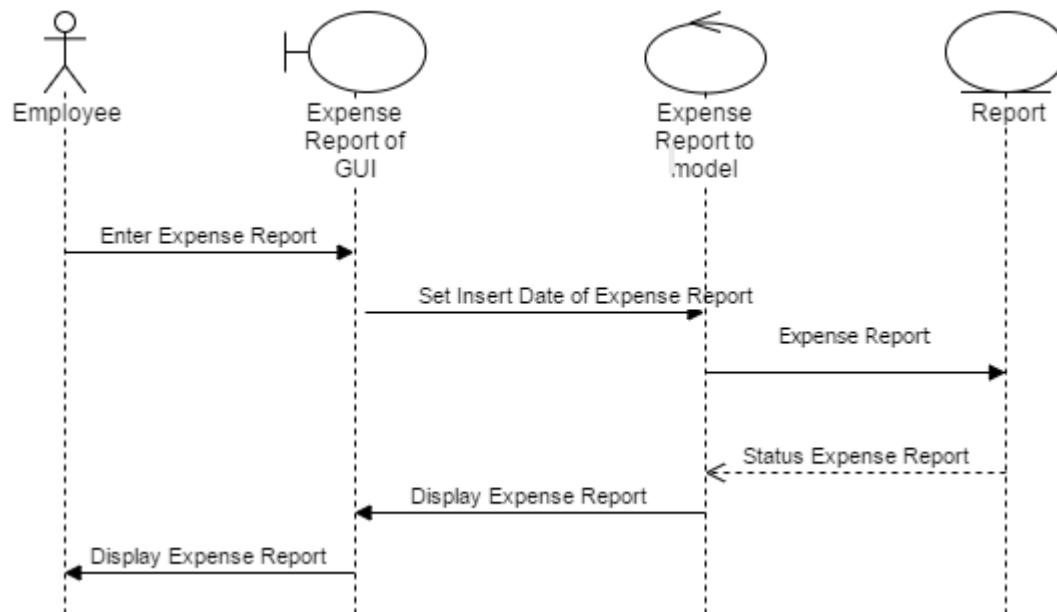 Employee
Expense
Report of
GUI
Expense
Report to
model
Report
Enter Expense Report
Set Insert Date of Expense Report
Expense Report
Status Expense Report
Display Expense Report
Display Expense Report